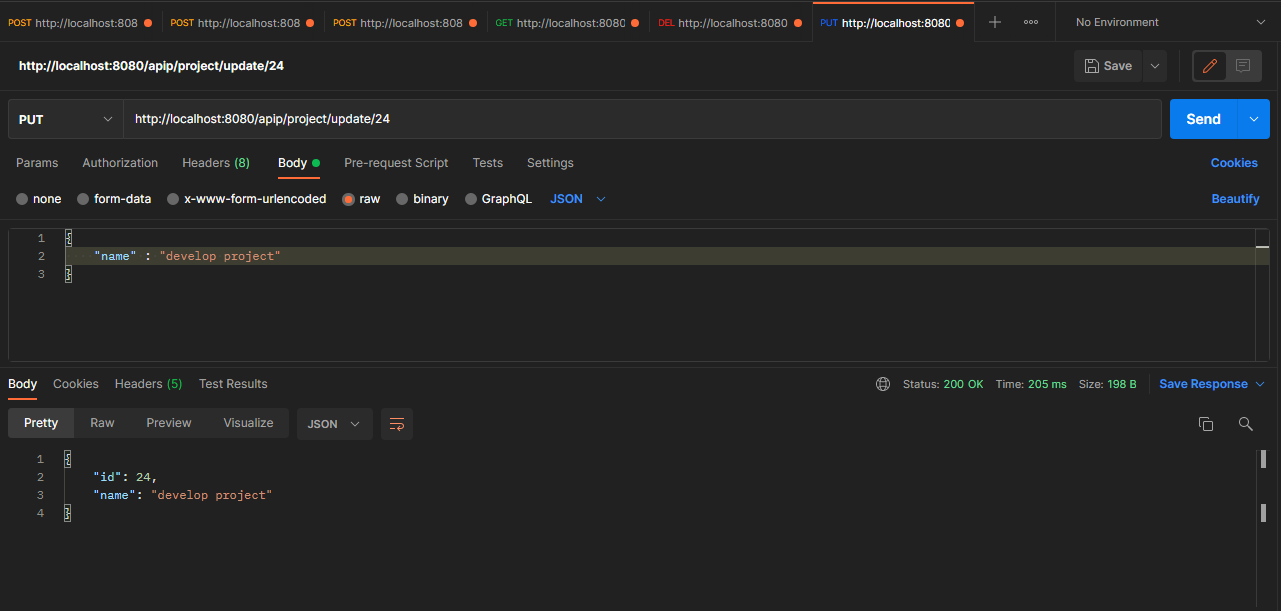 POST http://localhost:808 POST http://localhost:808 POST http://localhost:808 GET http://localhost:8080 DEL http://localhost:8080 PUT http://localhost:8080 No Environment
http://localhost:8080/apip/project/update/24 Save
PUT http://localhost:8080/apip/project/update/24 Send
Params Authorization Headers (8) Body Pre-request Script Tests Settings Cookies
none form-data x-www-form-urlencoded raw binary GraphQL JSON Beautify
1 {
2 "name" : "develop project"
3 }
Body Cookies Headers (5) Test Results Status: 200 OK Time: 205 ms Size: 198 B Save Response
Pretty Raw Preview Visualize JSON
1 {
2 "id": 24,
3 "name": "develop project"
4 }